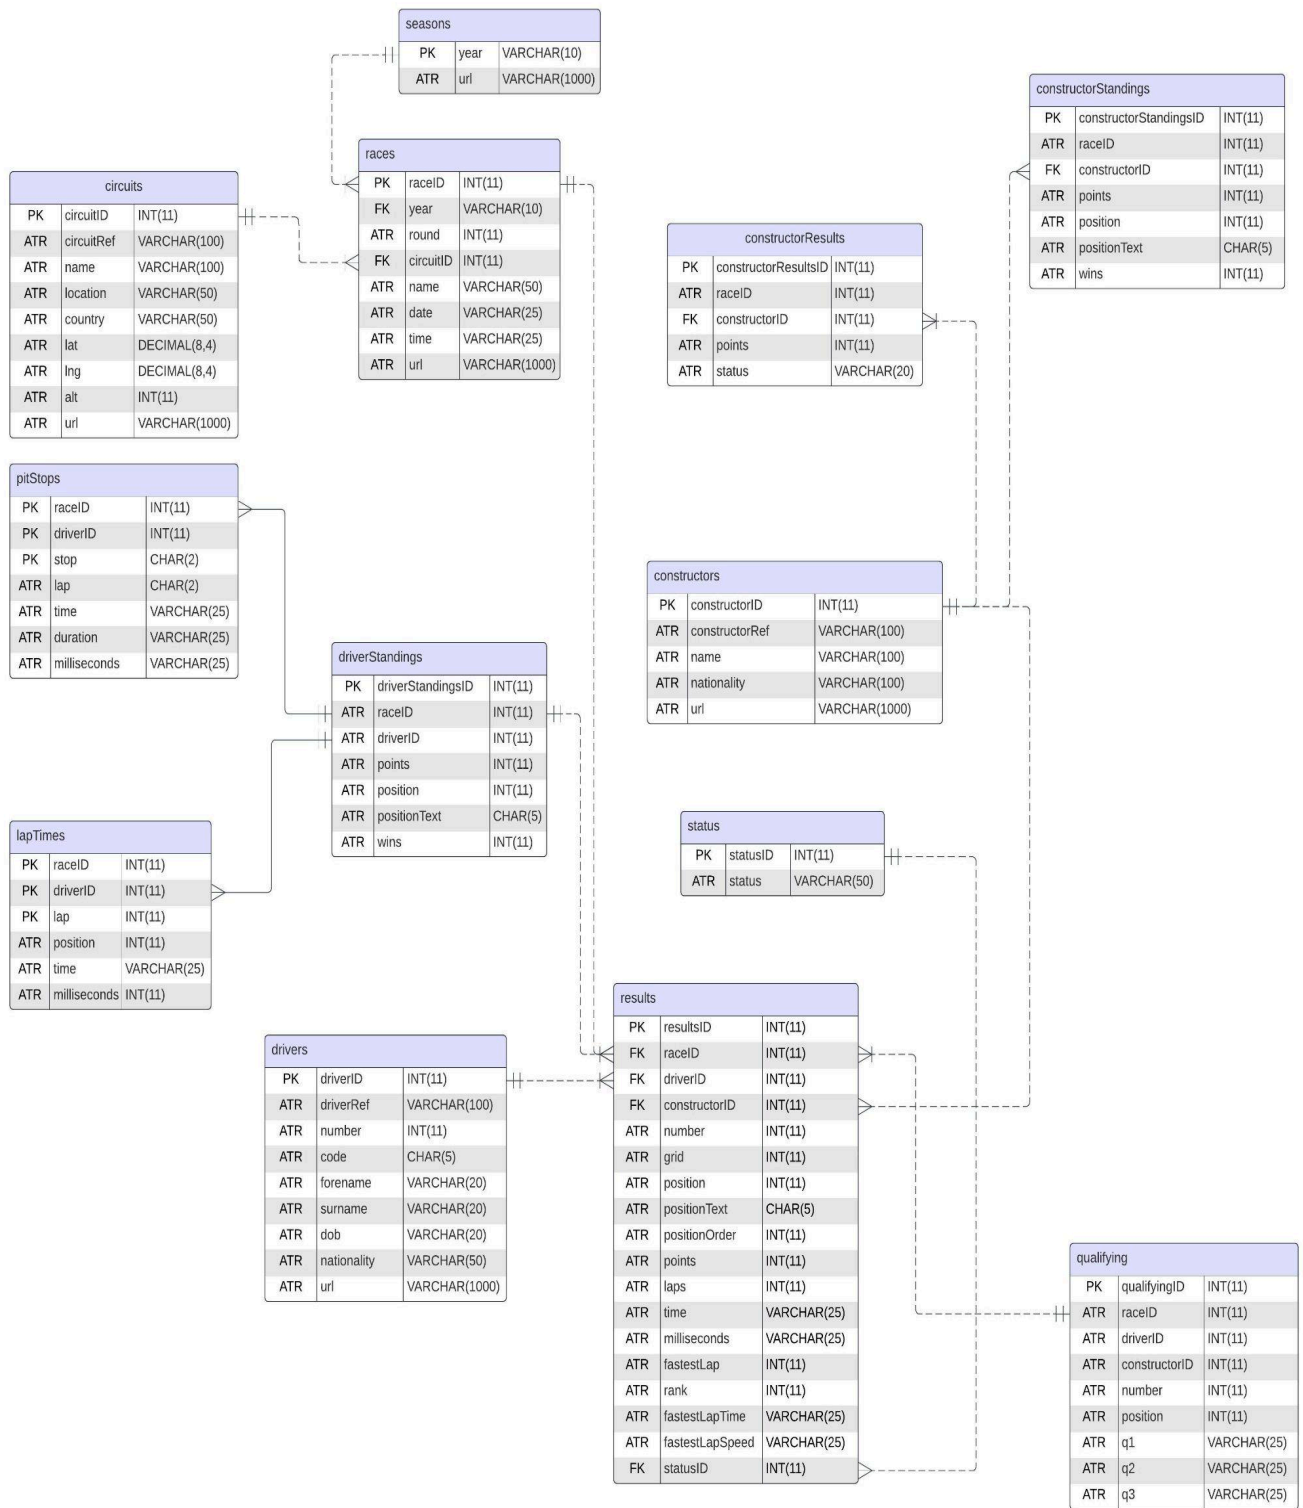 seasons
PK year VARCHAR(10)
ATR url VARCHAR(1000)
races
PK raceID INT(11)
FK year VARCHAR(10)
ATR round INT(11)
FK circuitID INT(11)
ATR name VARCHAR(50)
ATR date VARCHAR(25)
ATR time VARCHAR(25)
ATR url VARCHAR(1000)
circuits
PK circuitID INT(11)
ATR circuitRef VARCHAR(100)
ATR name VARCHAR(100)
ATR location VARCHAR(50)
ATR country VARCHAR(50)
ATR lat DECIMAL(8,4)
ATR lng DECIMAL(8,4)
ATR alt INT(11)
ATR url VARCHAR(1000)
constructorStandings
PK constructorStandingsID INT(11)
ATR raceID INT(11)
FK constructorID INT(11)
ATR points INT(11)
ATR position INT(11)
ATR positionText CHAR(5)
ATR wins INT(11)
constructorResults
PK constructorResultsID INT(11)
ATR raceID INT(11)
FK constructorID INT(11)
ATR points INT(11)
ATR status VARCHAR(20)
pitStops
PK raceID INT(11)
PK driverID INT(11)
PK stop CHAR(2)
ATR lap CHAR(2)
ATR time VARCHAR(25)
ATR duration VARCHAR(25)
ATR milliseconds VARCHAR(25)
constructors
PK constructorID INT(11)
ATR constructorRef VARCHAR(100)
ATR name VARCHAR(100)
ATR nationality VARCHAR(100)
ATR url VARCHAR(1000)
driverStandings
PK driverStandingsID INT(11)
ATR raceID INT(11)
ATR driverID INT(11)
ATR points INT(11)
ATR position INT(11)
ATR positionText CHAR(5)
ATR wins INT(11)
lapTimes
PK raceID INT(11)
PK driverID INT(11)
PK lap INT(11)
ATR position INT(11)
ATR time VARCHAR(25)
ATR milliseconds INT(11)
status
PK statusID INT(11)
ATR status VARCHAR(50)
drivers
PK driverID INT(11)
ATR driverRef VARCHAR(100)
ATR number INT(11)
ATR code CHAR(5)
ATR forename VARCHAR(20)
ATR surname VARCHAR(20)
ATR dob VARCHAR(20)
ATR nationality VARCHAR(50)
ATR url VARCHAR(1000)
results
PK resultsID INT(11)
FK raceID INT(11)
FK driverID INT(11)
FK constructorID INT(11)
ATR number INT(11)
ATR grid INT(11)
ATR position INT(11)
ATR positionText CHAR(5)
ATR positionOrder INT(11)
ATR points INT(11)
ATR laps INT(11)
ATR time VARCHAR(25)
ATR milliseconds VARCHAR(25)
ATR fastestLap INT(11)
ATR rank INT(11)
ATR fastestLapTime VARCHAR(25)
ATR fastestLapSpeed VARCHAR(25)
FK statusID INT(11)
qualifying
PK qualifyingID INT(11)
ATR raceID INT(11)
ATR driverID INT(11)
ATR constructorID INT(11)
ATR number INT(11)
ATR position INT(11)
ATR q1 VARCHAR(25)
ATR q2 VARCHAR(25)
ATR q3 VARCHAR(25)